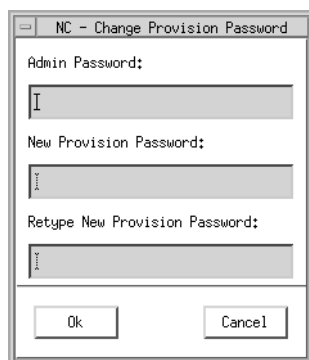 NC - Change Provision Password
Admin Password:
New Provision Password:
Retype New Provision Password:
Ok
Cancel